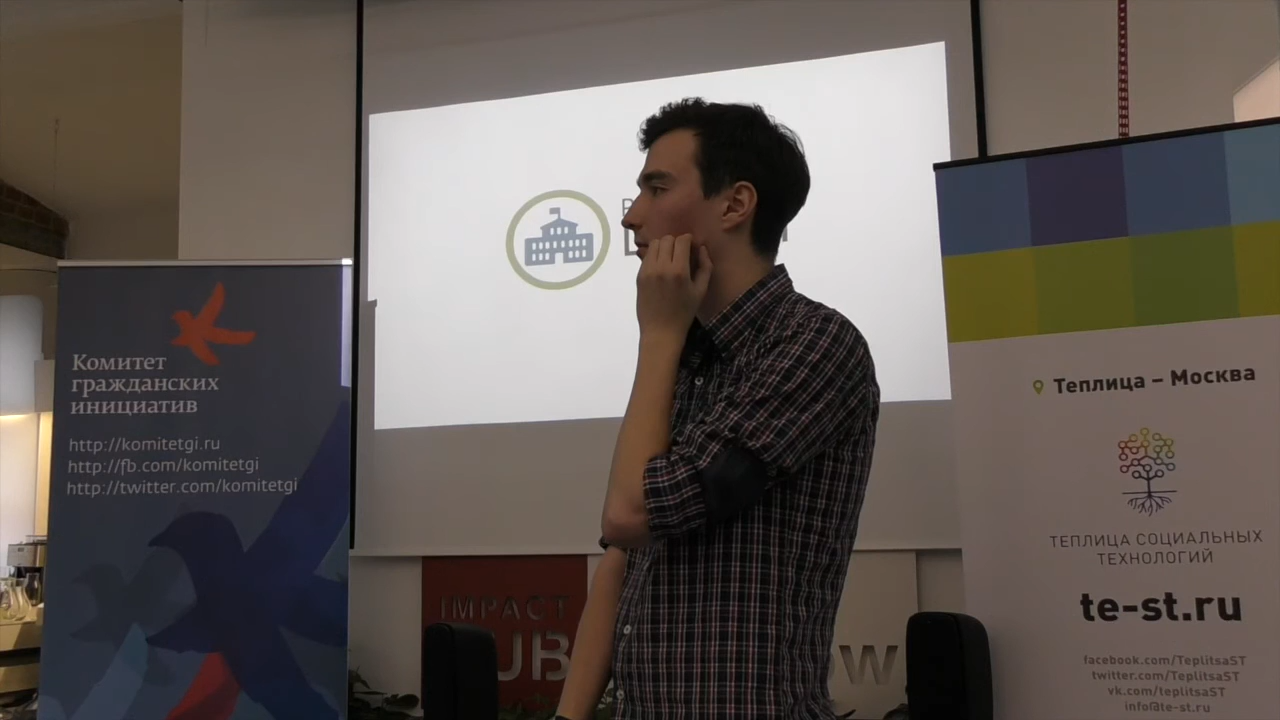 Комитет
гражданских
инициатив
http://komitetgi.ru
http://fb.com/komitetgi
http://twitter.com/komitetgi
IMPACT
Теплица – Москва
ТЕПЛИЦА СОЦИАЛЬНЫХ
ТЕХНОЛОГИЙ
te-st.ru
facebook.com/TeplitsaST
twitter.com/TeplitsaST
vk.com/teplitsaST
info@te-st.ru